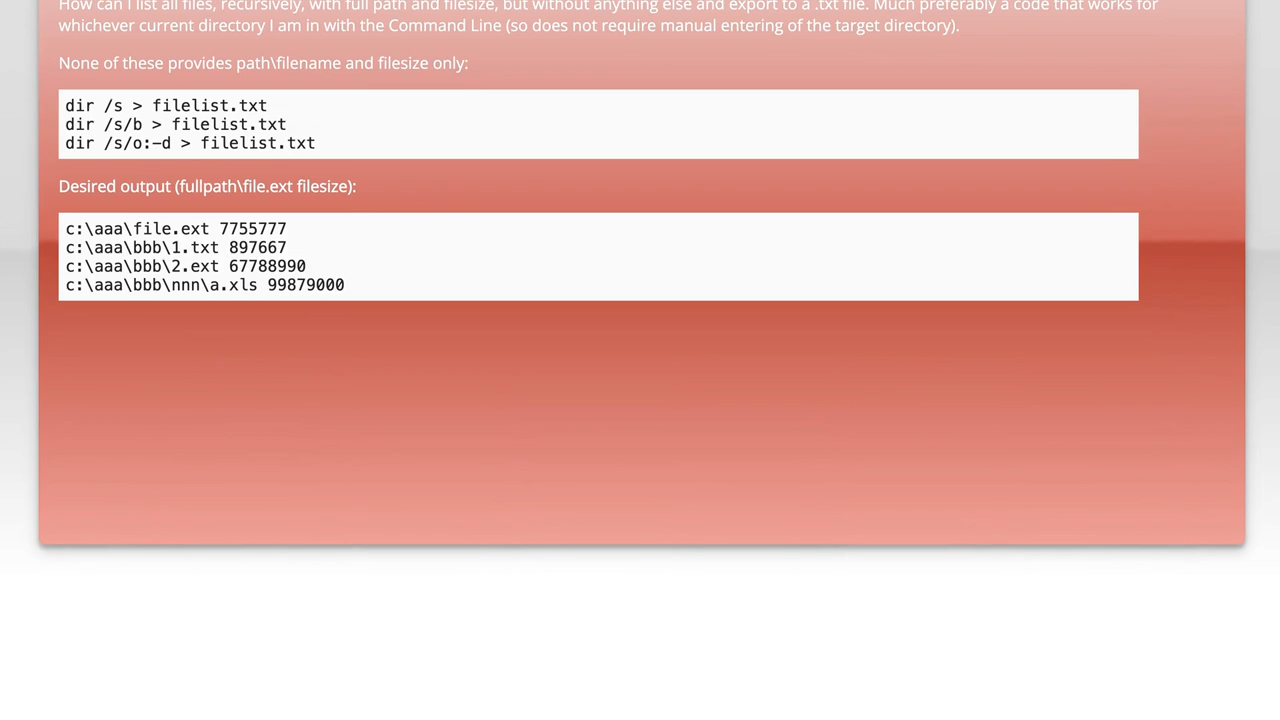 How can I list all files, recursively, with full path and filesize, but without anything else and export to a .txt file. Much preferably a code that works for
whichever current directory I am in with the Command Line (so does not require manual entering of the target directory).
None of these provides path\filename and filesize only:
dir /s > filelist.txt
dir /s/b > filelist.txt
dir /s/o:-d > filelist.txt
Desired output (fullpath\file.ext filesize):
c:\aaa\file.ext 7755777
c:\aaa\bbb\1.txt 897667
c:\aaa\bbb\2.ext 67788990
c:\aaa\bbb\nnn\a.xls 99879000